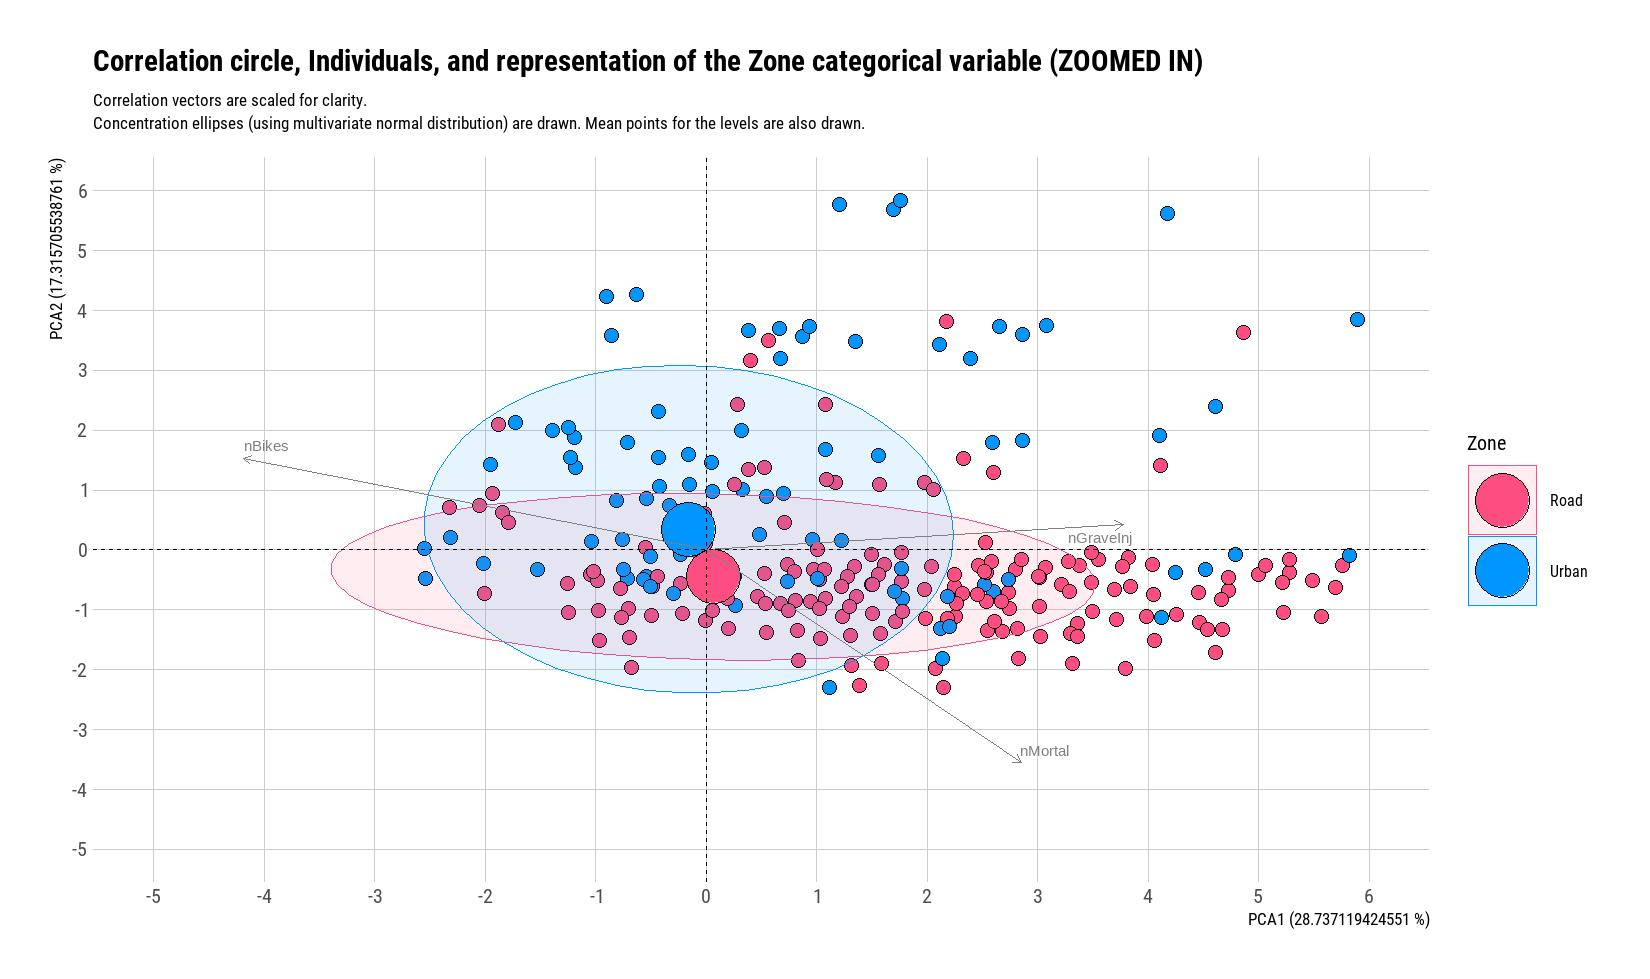 Correlation circle, Individuals, and representation of the Zone categorical variable (ZOOMED IN)
Correlation vectors are scaled for clarity.
Concentration ellipses (using multivariate normal distribution) are drawn. Mean points for the levels are also drawn.
PCA2 (17.315705538761 %)
6
5
4
3
2
1
0
-1
-2
-3
-4
-5
nBikes
nGraveInj
nMortal
Zone
Road
Urban
-5 -4 -3 -2 -1 0 1 2 3 4 5 6
PCA1 (28.737119424551 %)